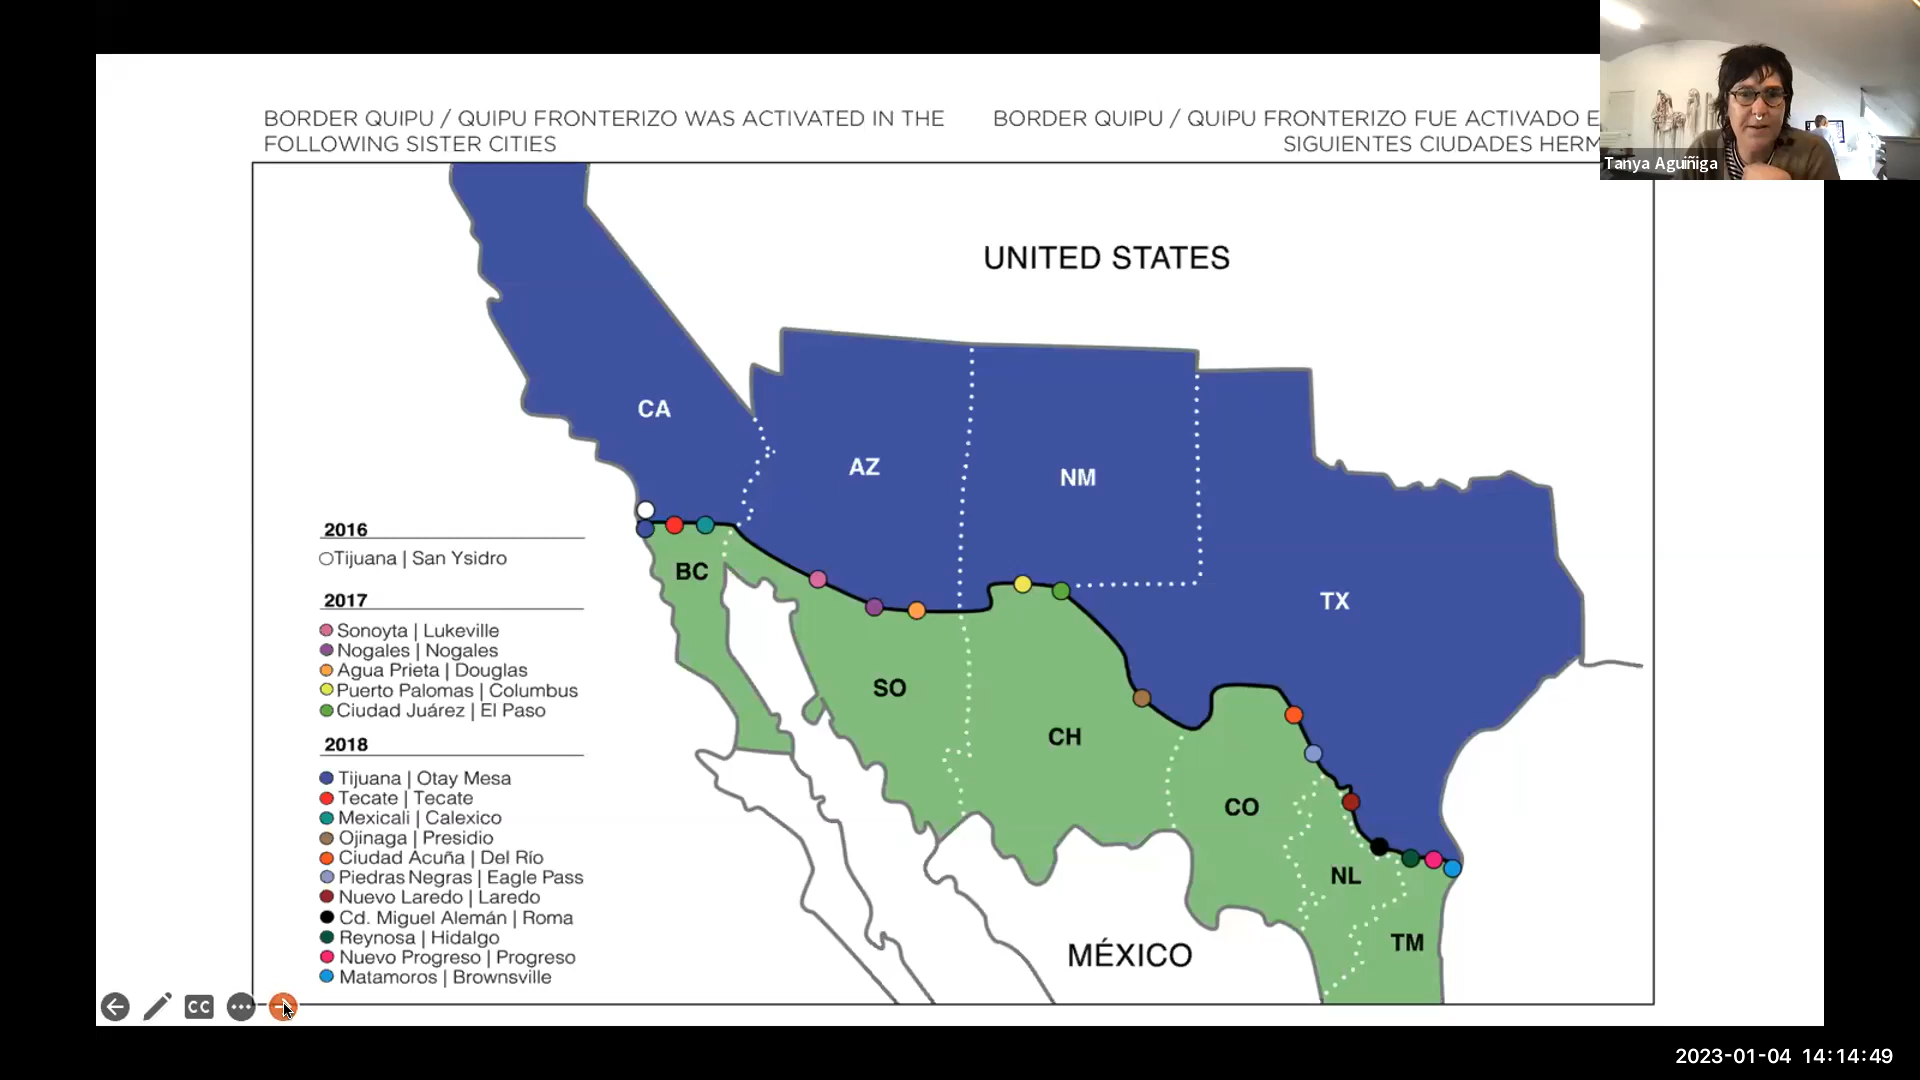 BORDER QUIPU / QUIPU FRONTERIZO WAS ACTIVATED IN THE
FOLLOWING SISTER CITIES
BORDER QUIPU / QUIPU FRONTERIZO FUE ACTIVADO E
SIGUIENTES CIUDADES HERM
Tanya Aguiñiga
UNITED STATES
CA
AZ
NM
TX
BC
SO
CH
CO
NL
TM
MÉXICO
2016
Tijuana | San Ysidro
2017
Sonoyta | Lukeville
Nogales | Nogales
Agua Prieta | Douglas
Puerto Palomas | Columbus
Ciudad Juárez | El Paso
2018
Tijuana | Otay Mesa
Tecate | Tecate
Mexicali | Calexico
Ojinaga | Presidio
Ciudad Acuña | Del Río
Piedras Negras | Eagle Pass
Nuevo Laredo | Laredo
Cd. Miguel Alemán | Roma
Reynosa | Hidalgo
Nuevo Progreso | Progreso
Matamoros | Brownsville
CC
2023-01-04 14:14:49